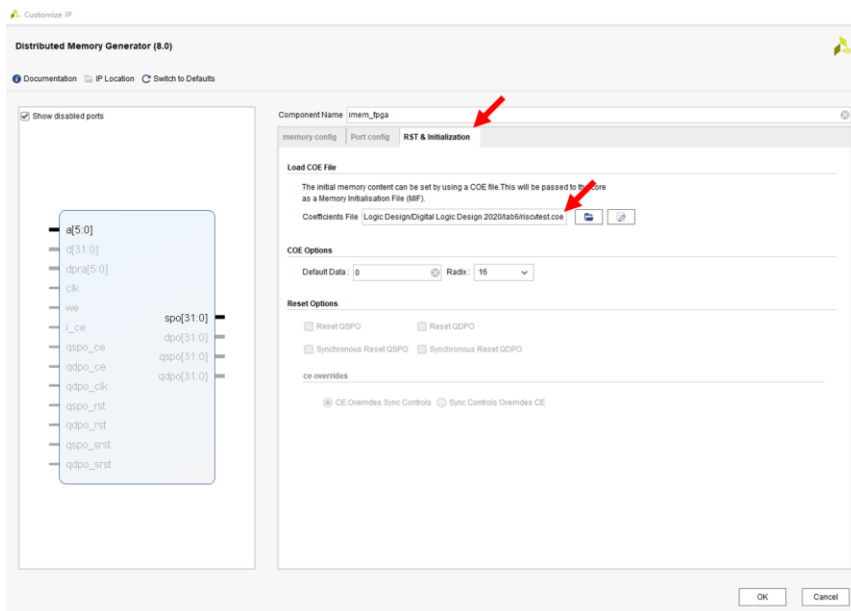 Customize IP
Distributed Memory Generator (8.0)
Documentation IP Location Switch to Defaults
Show disabled ports
a[5:0]
d[31:0]
dpra[5:0]
clk
we
i_ce
qspo_ce
qdpo_ce
qdpo_clk
qspo_rst
qdpo_rst
qspo_srst
qdpo_srst
spo[31:0]
dpo[31:0]
qspo[31:0]
qdpo[31:0]
Component Name imem_fpga
memory config Port config RST & Initialization
Load COE File
The initial memory content can be set by using a COE file.This will be passed to the core
as a Memory Initialisation File (MIF).
Coefficients File Logic Design/Digital Logic Design 2020/lab6/riscvtest.coe
COE Options
Default Data : 0 Radix : 16
Reset Options
Reset QSPO Reset QDPO
Synchronous Reset QSPO Synchronous Reset QDPO
ce overrides
CE Overrides Sync Controls Sync Controls Overrides CE
OK Cancel